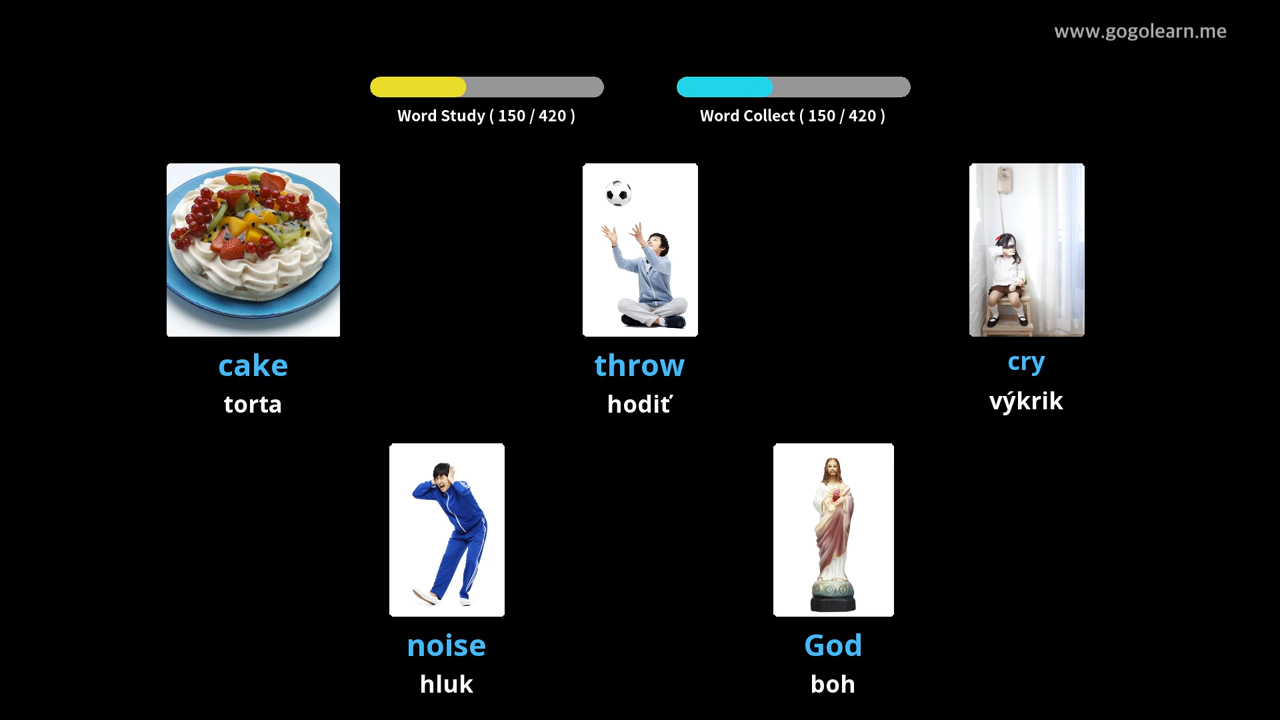 www.gogolearn.me
Word Study ( 150 / 420 )
Word Collect ( 150 / 420 )
cake
torta
throw
hodiť
cry
výkrik
noise
hluk
God
boh